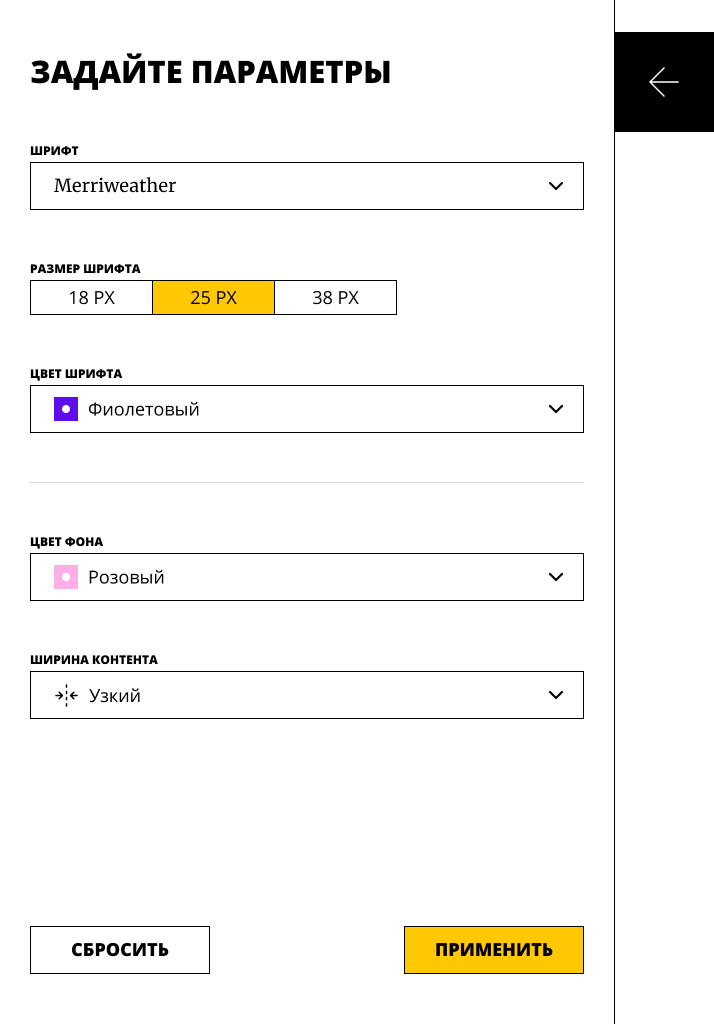 ЗАДАЙТЕ ПАРАМЕТРЫ
ШРИФТ
Merriweather
РАЗМЕР ШРИФТА
18 PX 25 PX 38 PX
ЦВЕТ ШРИФТА
Фиолетовый
ЦВЕТ ФОНА
Розовый
ШИРИНА КОНТЕНТА
Узкий
СБРОСИТЬ ПРИМЕНИТЬ